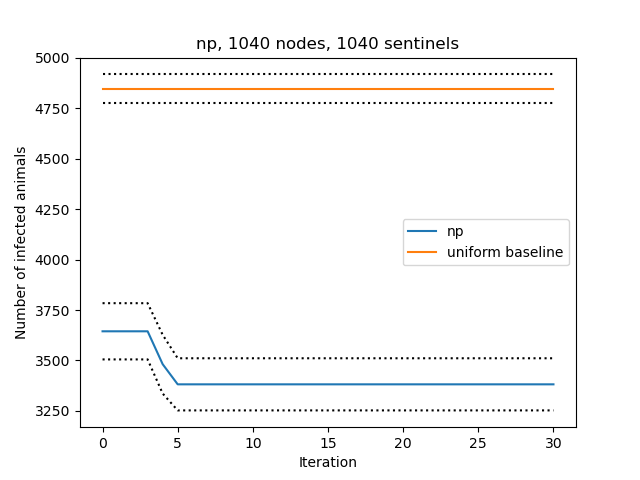 np, 1040 nodes, 1040 sentinels
5000
4750
4500
4250
4000
3750
3500
3250
Number of infected animals
np
uniform baseline
0 5 10 15 20 25 30
Iteration